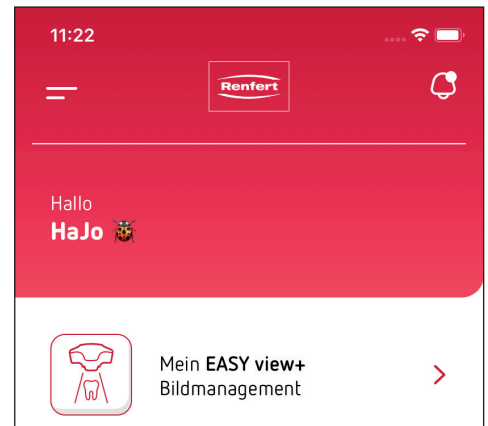 11:22
Renfert
Hallo
HaJo 🐞
Mein EASY view+
Bildmanagement